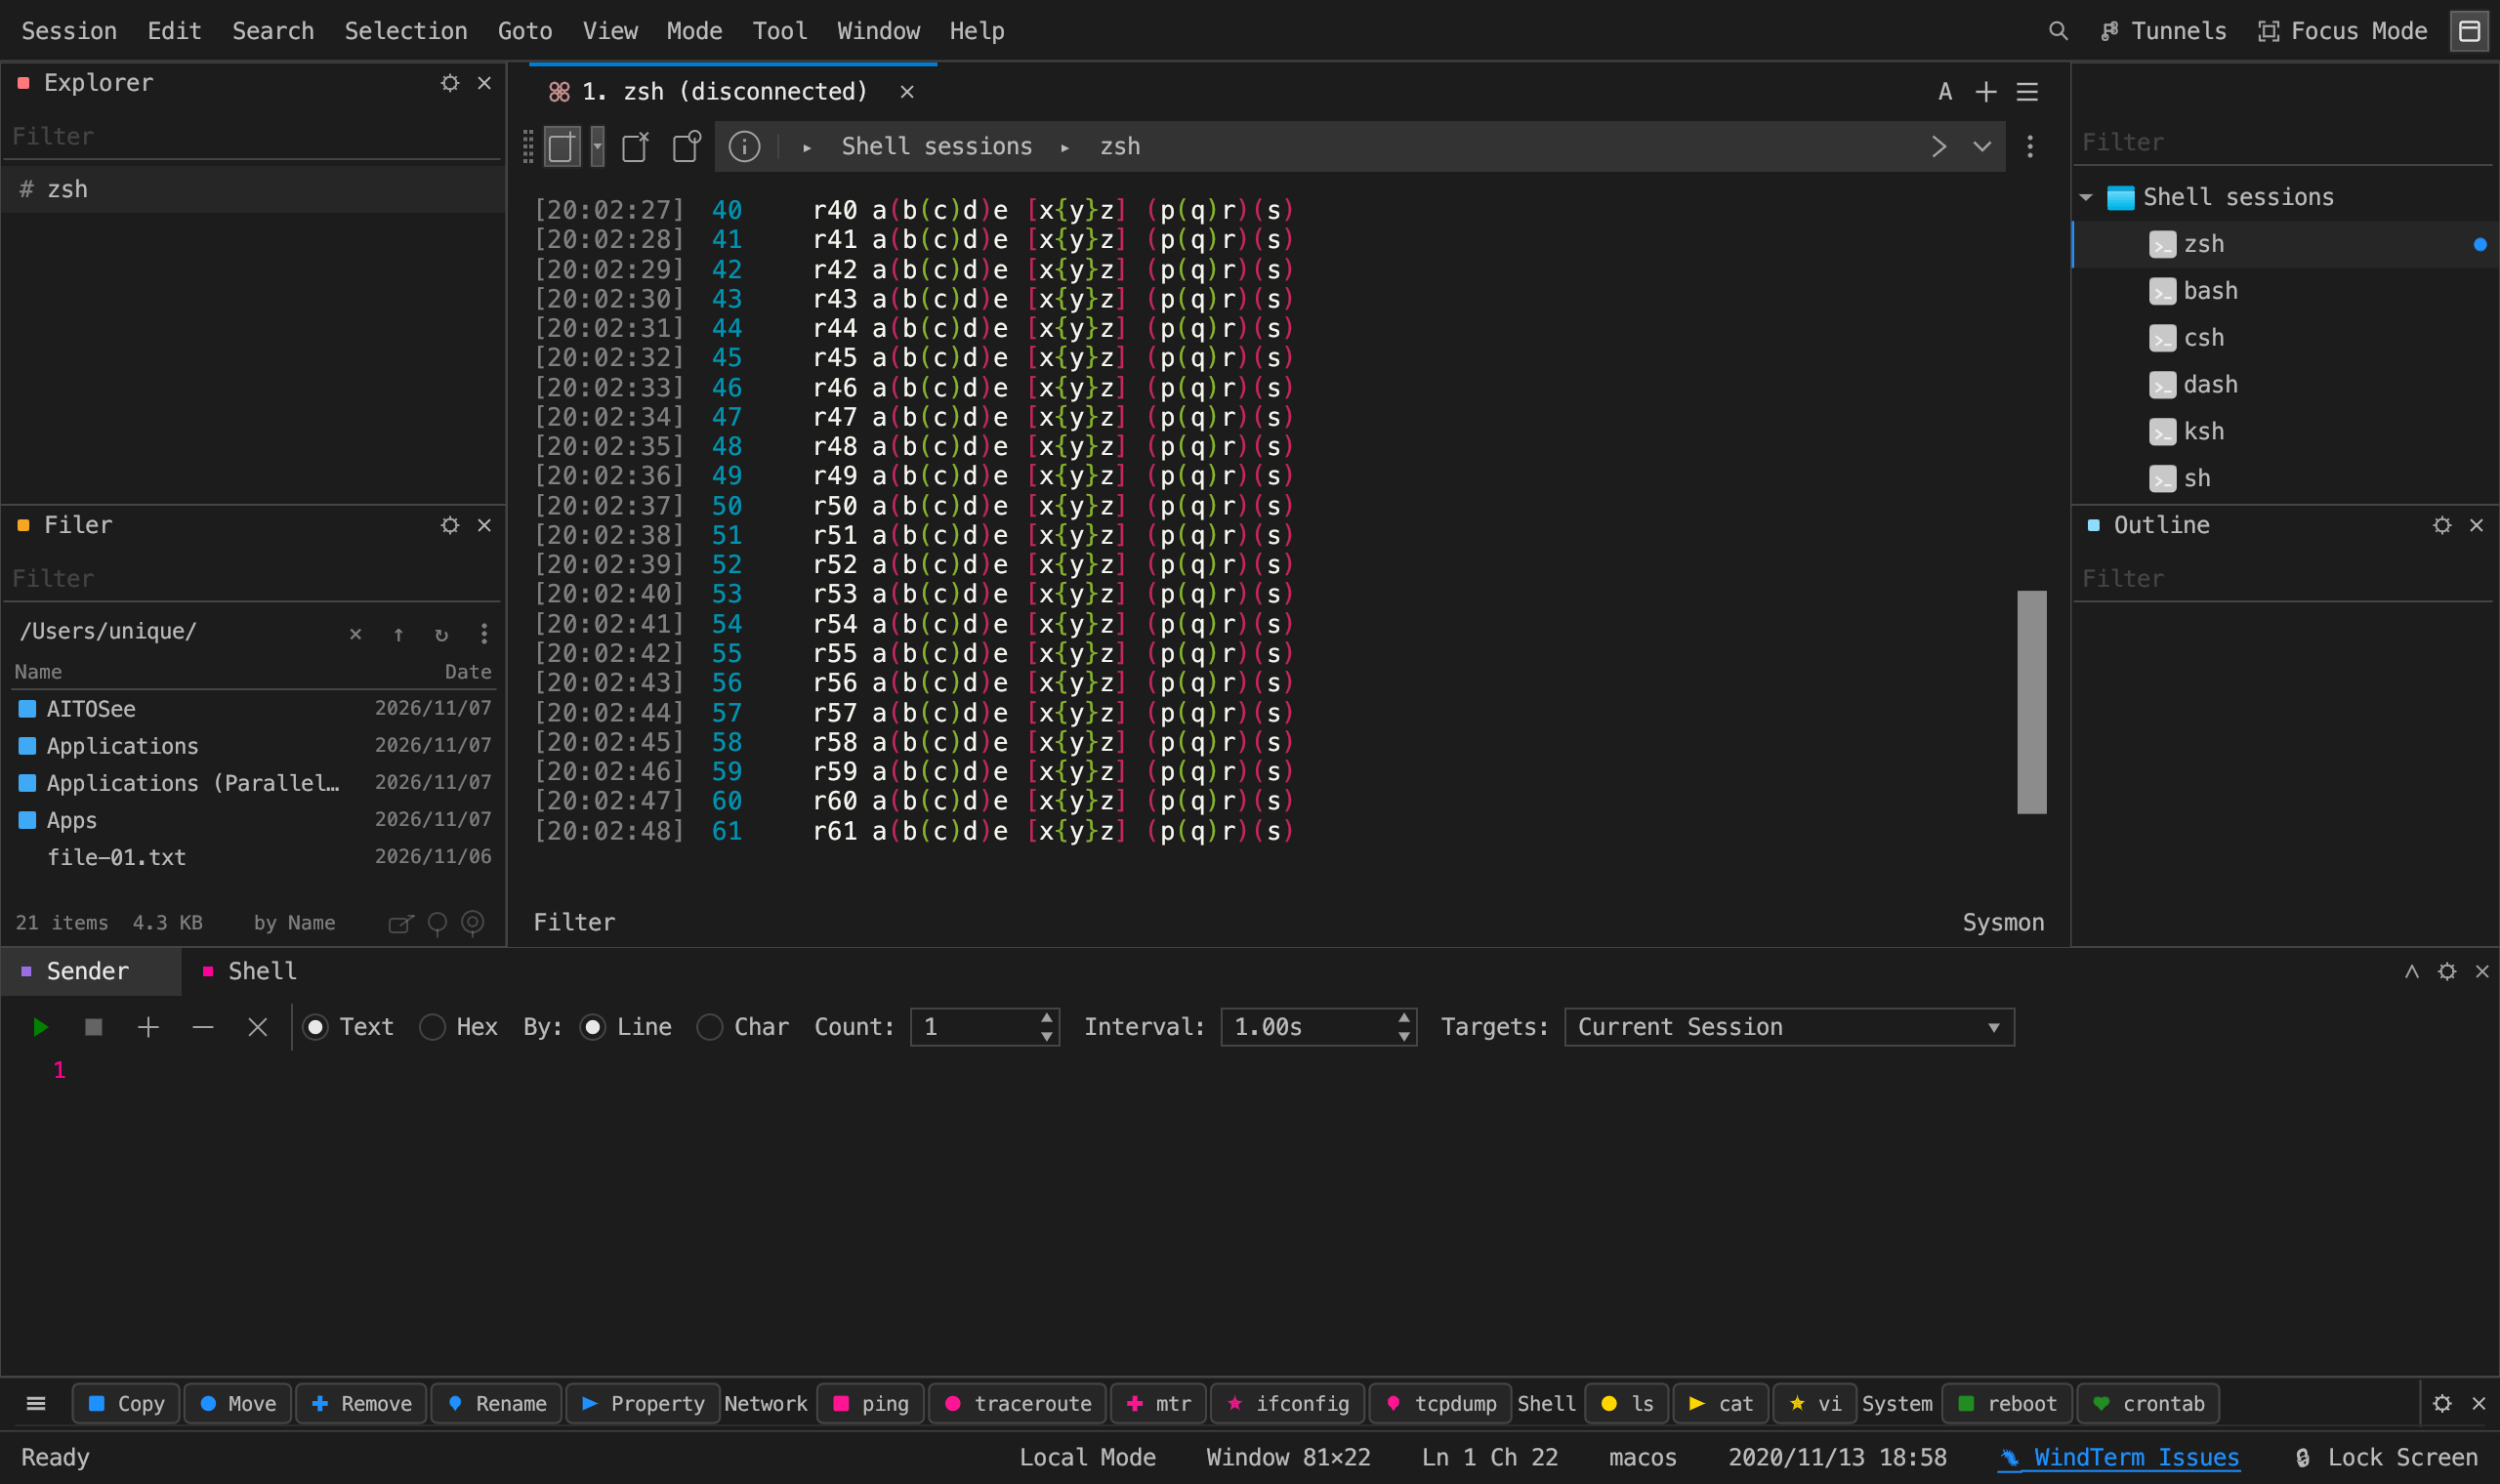 Session Edit Search Selection Goto View Mode Tool Window Help Tunnels Focus Mode
Explorer
Filter
# zsh
Filer
Filter
/Users/unique/
Name Date
AITOSee 2026/11/07
Applications 2026/11/07
Applications (Parallel… 2026/11/07
Apps 2026/11/07
file-01.txt 2026/11/06
21 items 4.3 KB by Name
1. zsh (disconnected)
A
Shell sessions zsh
[20:02:27] 40 r40 a(b(c)d)e [x{y}z] (p(q)r)(s)
[20:02:28] 41 r41 a(b(c)d)e [x{y}z] (p(q)r)(s)
[20:02:29] 42 r42 a(b(c)d)e [x{y}z] (p(q)r)(s)
[20:02:30] 43 r43 a(b(c)d)e [x{y}z] (p(q)r)(s)
[20:02:31] 44 r44 a(b(c)d)e [x{y}z] (p(q)r)(s)
[20:02:32] 45 r45 a(b(c)d)e [x{y}z] (p(q)r)(s)
[20:02:33] 46 r46 a(b(c)d)e [x{y}z] (p(q)r)(s)
[20:02:34] 47 r47 a(b(c)d)e [x{y}z] (p(q)r)(s)
[20:02:35] 48 r48 a(b(c)d)e [x{y}z] (p(q)r)(s)
[20:02:36] 49 r49 a(b(c)d)e [x{y}z] (p(q)r)(s)
[20:02:37] 50 r50 a(b(c)d)e [x{y}z] (p(q)r)(s)
[20:02:38] 51 r51 a(b(c)d)e [x{y}z] (p(q)r)(s)
[20:02:39] 52 r52 a(b(c)d)e [x{y}z] (p(q)r)(s)
[20:02:40] 53 r53 a(b(c)d)e [x{y}z] (p(q)r)(s)
[20:02:41] 54 r54 a(b(c)d)e [x{y}z] (p(q)r)(s)
[20:02:42] 55 r55 a(b(c)d)e [x{y}z] (p(q)r)(s)
[20:02:43] 56 r56 a(b(c)d)e [x{y}z] (p(q)r)(s)
[20:02:44] 57 r57 a(b(c)d)e [x{y}z] (p(q)r)(s)
[20:02:45] 58 r58 a(b(c)d)e [x{y}z] (p(q)r)(s)
[20:02:46] 59 r59 a(b(c)d)e [x{y}z] (p(q)r)(s)
[20:02:47] 60 r60 a(b(c)d)e [x{y}z] (p(q)r)(s)
[20:02:48] 61 r61 a(b(c)d)e [x{y}z] (p(q)r)(s)
Filter Sysmon
Filter
Shell sessions
zsh
bash
csh
dash
ksh
sh
Outline
Filter
Sender Shell
Text Hex By: Line Char Count: 1 Interval: 1.00s Targets: Current Session
1
Copy Move Remove Rename Property Network ping traceroute mtr ifconfig tcpdump Shell ls cat vi System reboot crontab
Ready Local Mode Window 81×22 Ln 1 Ch 22 macos 2020/11/13 18:58 WindTerm Issues Lock Screen